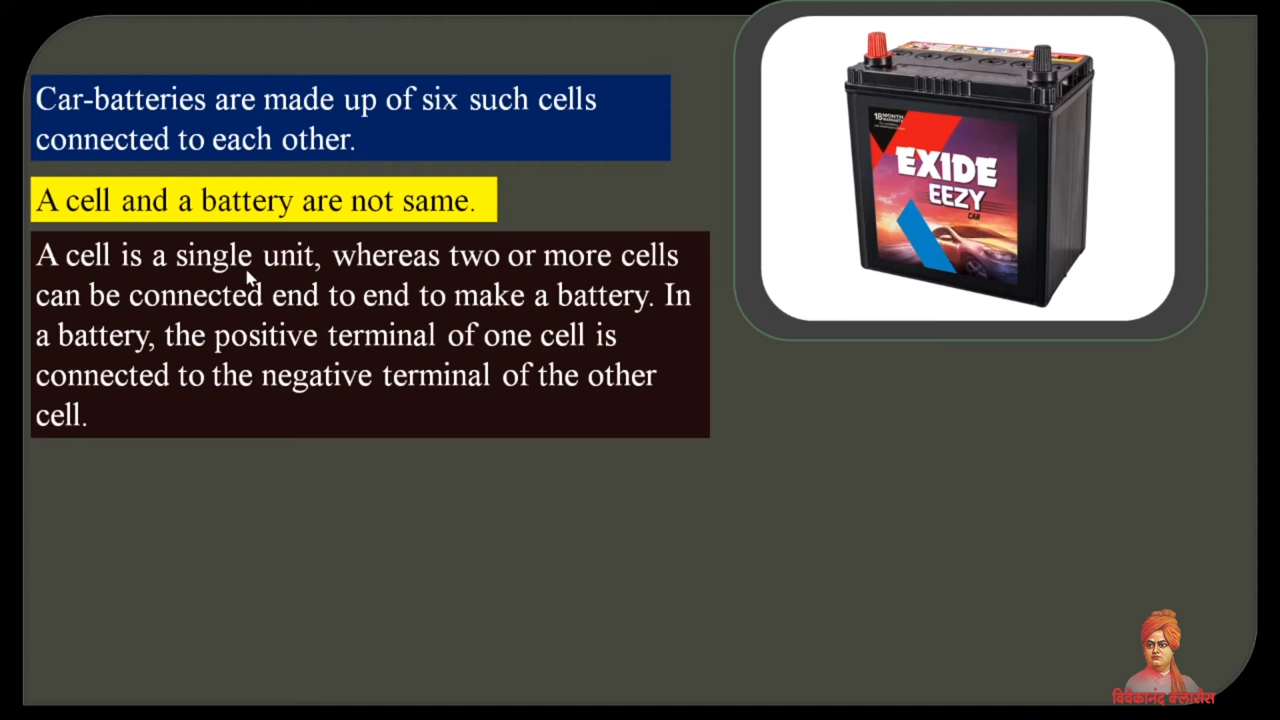 Car-batteries are made up of six such cells
connected to each other.
A cell and a battery are not same.
A cell is a single unit, whereas two or more cells
can be connected end to end to make a battery. In
a battery, the positive terminal of one cell is
connected to the negative terminal of the other
cell.
18 MONTH
WARRANTY
EXIDE
EEZY
CAR
विवेकानंद क्लासेस